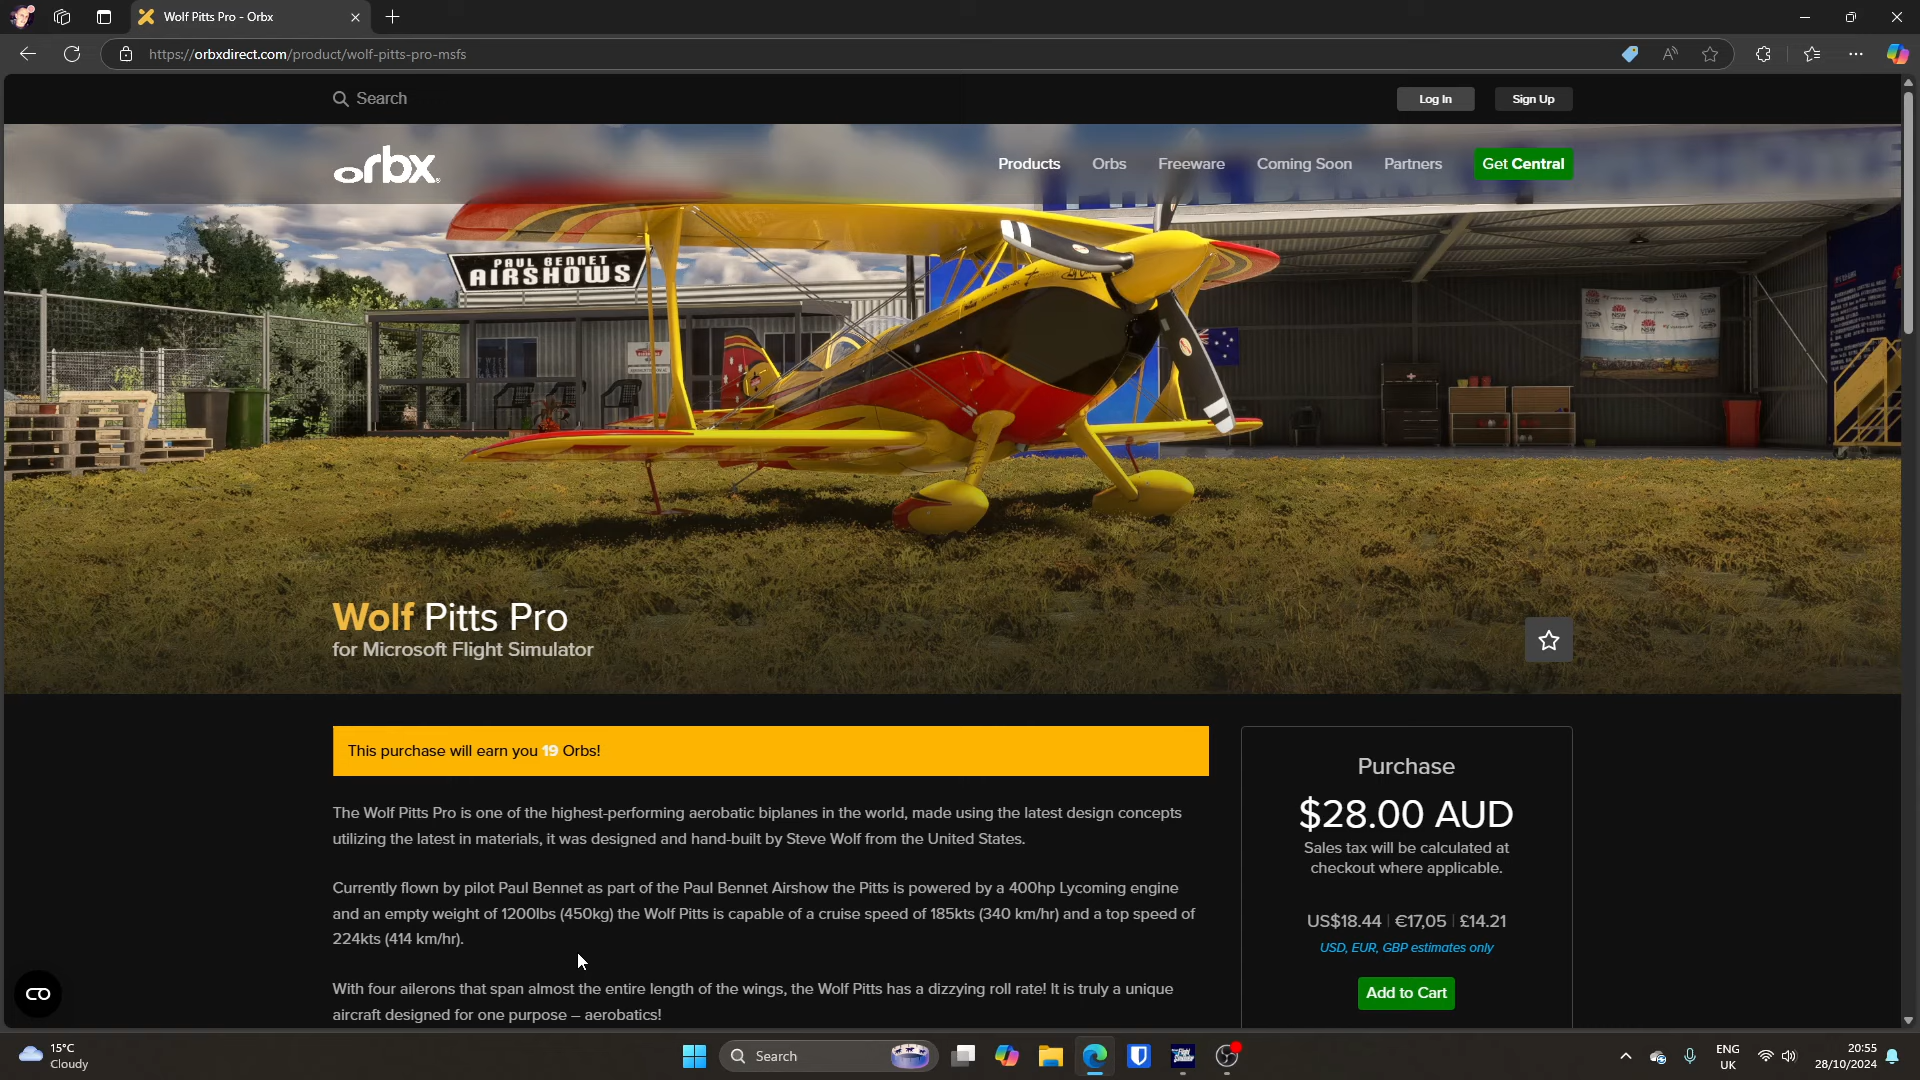 Wolf Pitts Pro - Orbx
https://orbxdirect.com/product/wolf-pitts-pro-msfs
Search
Log In
Sign Up
orbx
Products
Orbs
Freeware
Coming Soon
Partners
Get Central
PAUL BENNET
AIRSHOWS
Wolf Pitts Pro
for Microsoft Flight Simulator
This purchase will earn you 19 Orbs!
The Wolf Pitts Pro is one of the highest-performing aerobatic biplanes in the world, made using the latest design concepts
utilizing the latest in materials, it was designed and hand-built by Steve Wolf from the United States.
Currently flown by pilot Paul Bennet as part of the Paul Bennet Airshow the Pitts is powered by a 400hp Lycoming engine
and an empty weight of 1200lbs (450kg) the Wolf Pitts is capable of a cruise speed of 185kts (340 km/hr) and a top speed of
224kts (414 km/hr).
With four ailerons that span almost the entire length of the wings, the Wolf Pitts has a dizzying roll rate! It is truly a unique
aircraft designed for one purpose – aerobatics!
Purchase
$28.00 AUD
Sales tax will be calculated at
checkout where applicable.
US$18.44 | €17,05 | £14.21
USD, EUR, GBP estimates only
Add to Cart
15°C
Cloudy
Search
ENG
UK
20:55
28/10/2024